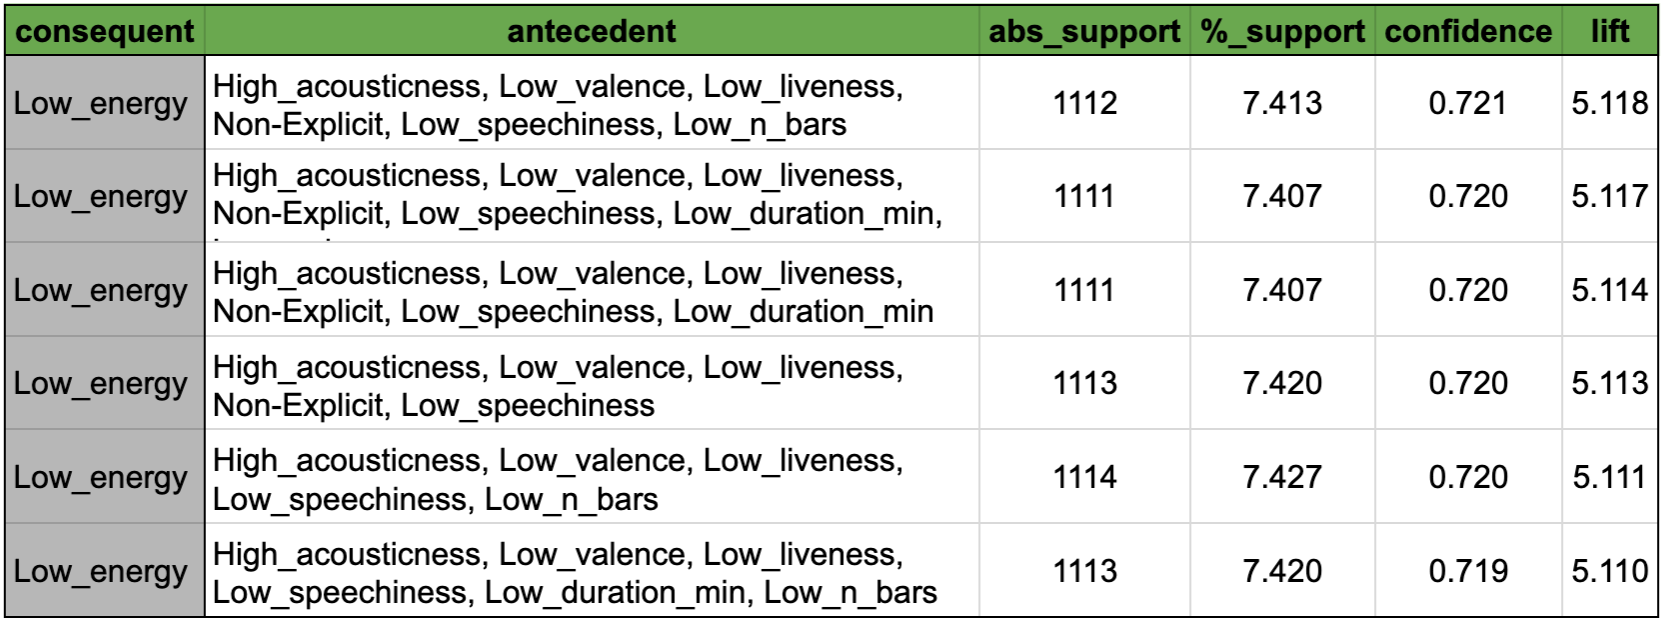 consequent antecedent abs_support %_support confidence lift
Low_energy High_acousticness, Low_valence, Low_liveness, 1112 7.413 0.721 5.118
Non-Explicit, Low_speechiness, Low_n_bars
Low_energy High_acousticness, Low_valence, Low_liveness, 1111 7.407 0.720 5.117
Non-Explicit, Low_speechiness, Low_duration_min,
Low_energy High_acousticness, Low_valence, Low_liveness, 1111 7.407 0.720 5.114
Non-Explicit, Low_speechiness, Low_duration_min
Low_energy High_acousticness, Low_valence, Low_liveness, 1113 7.420 0.720 5.113
Non-Explicit, Low_speechiness
Low_energy High_acousticness, Low_valence, Low_liveness, 1114 7.427 0.720 5.111
Low_speechiness, Low_n_bars
Low_energy High_acousticness, Low_valence, Low_liveness, 1113 7.420 0.719 5.110
Low_speechiness, Low_duration_min, Low_n_bars